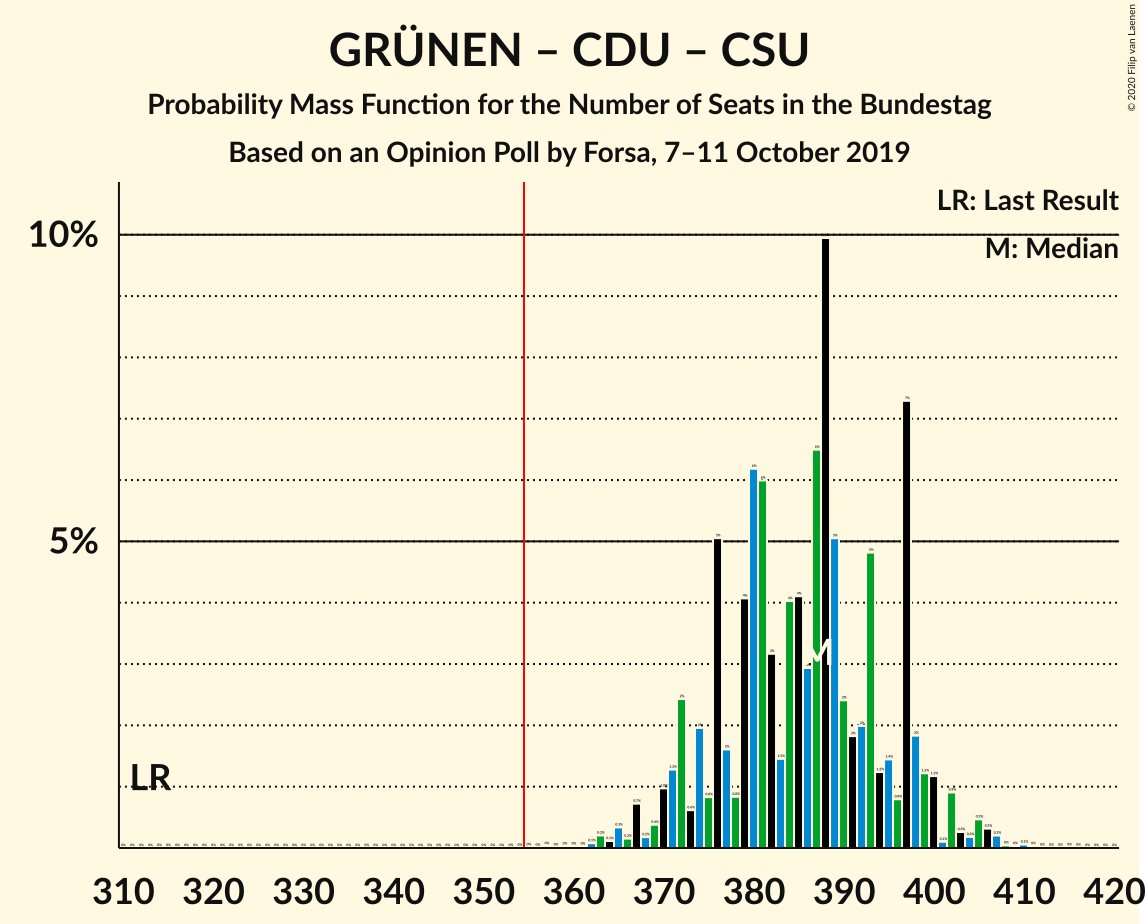 GRÜNEN – CDU – CSU
Probability Mass Function for the Number of Seats in the Bundestag
Based on an Opinion Poll by Forsa, 7–11 October 2019
© 2020 Filip van Laenen
LR: Last Result
M: Median
10%
5%
LR
M
310 320 330 340 350 360 370 380 390 400 410 420